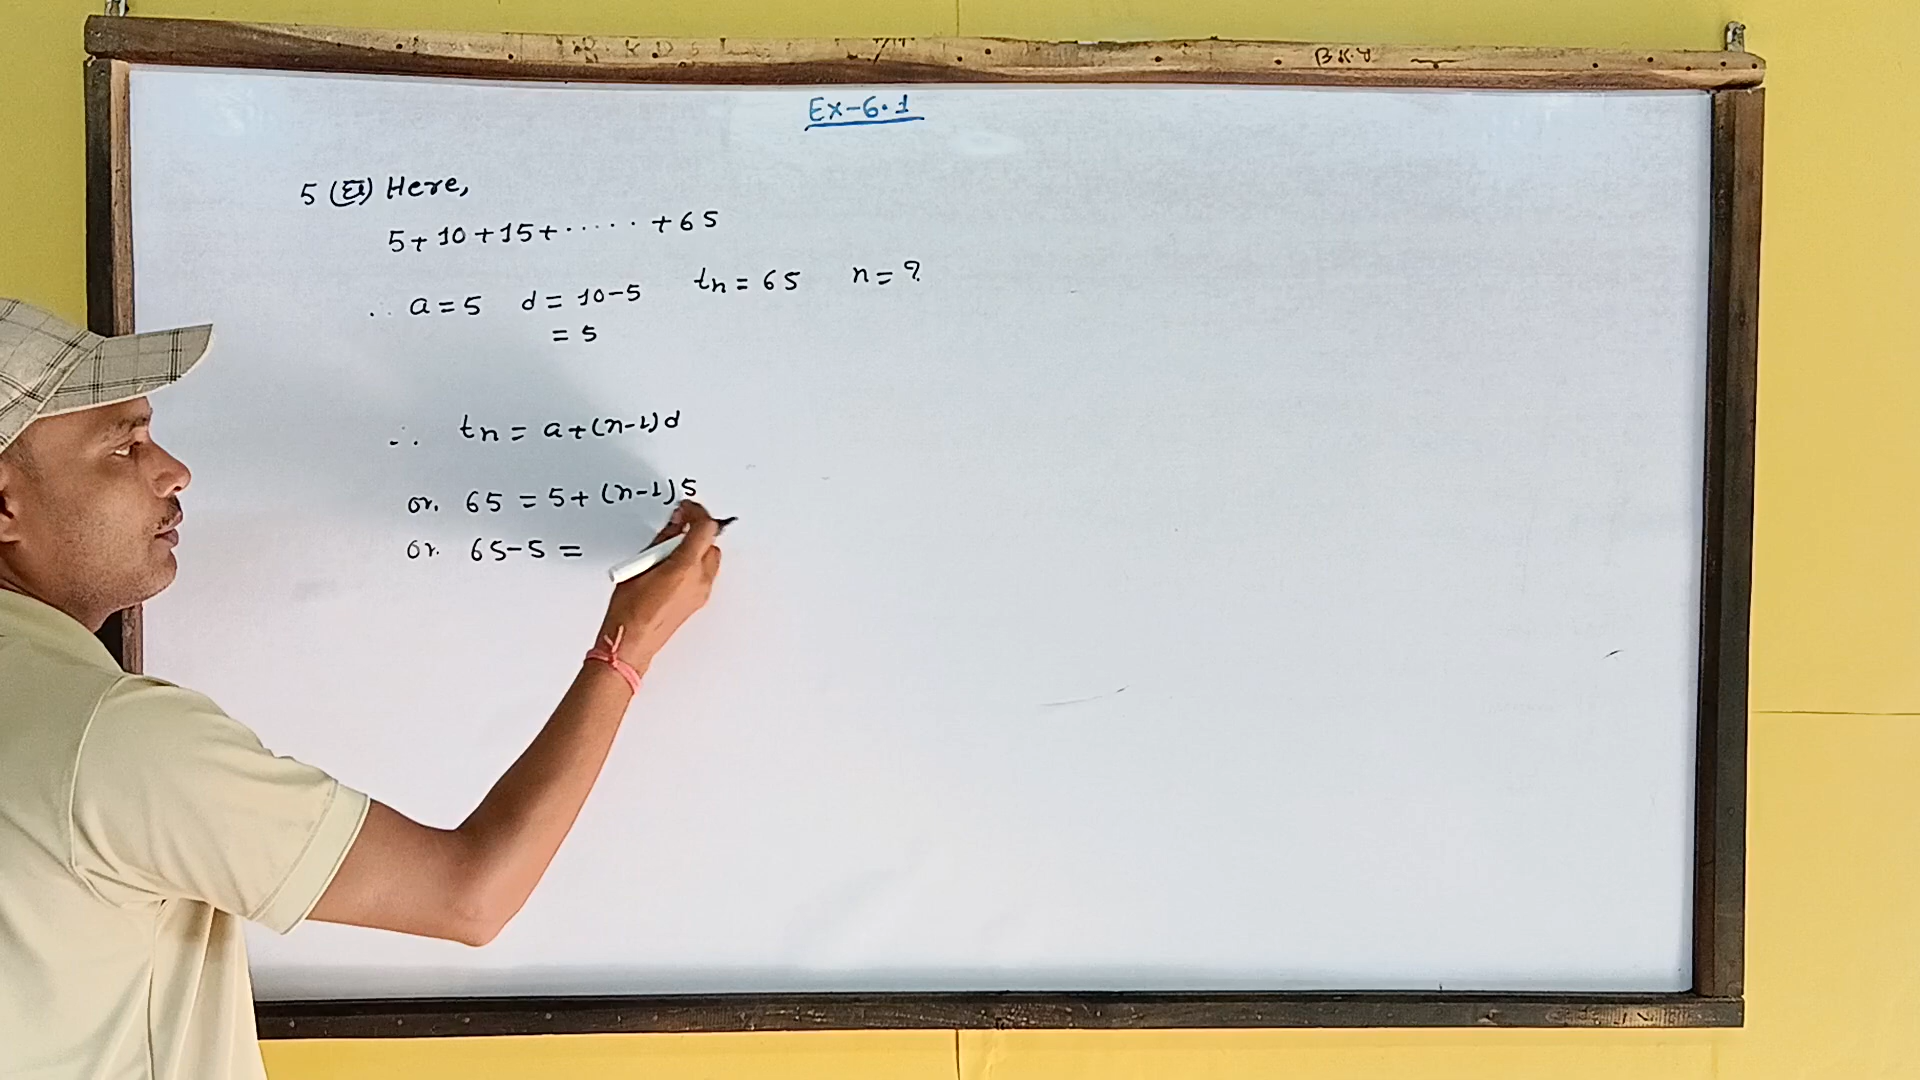 B.K.Y
Ex-6.1
5 (घ) Here,
5+10+15+......+65
∴ a=5 d = 10-5 tn = 65 n=?
= 5
∴ tn = a+(n-1)d
or, 65 = 5+(n-1)5
or. 65-5 =